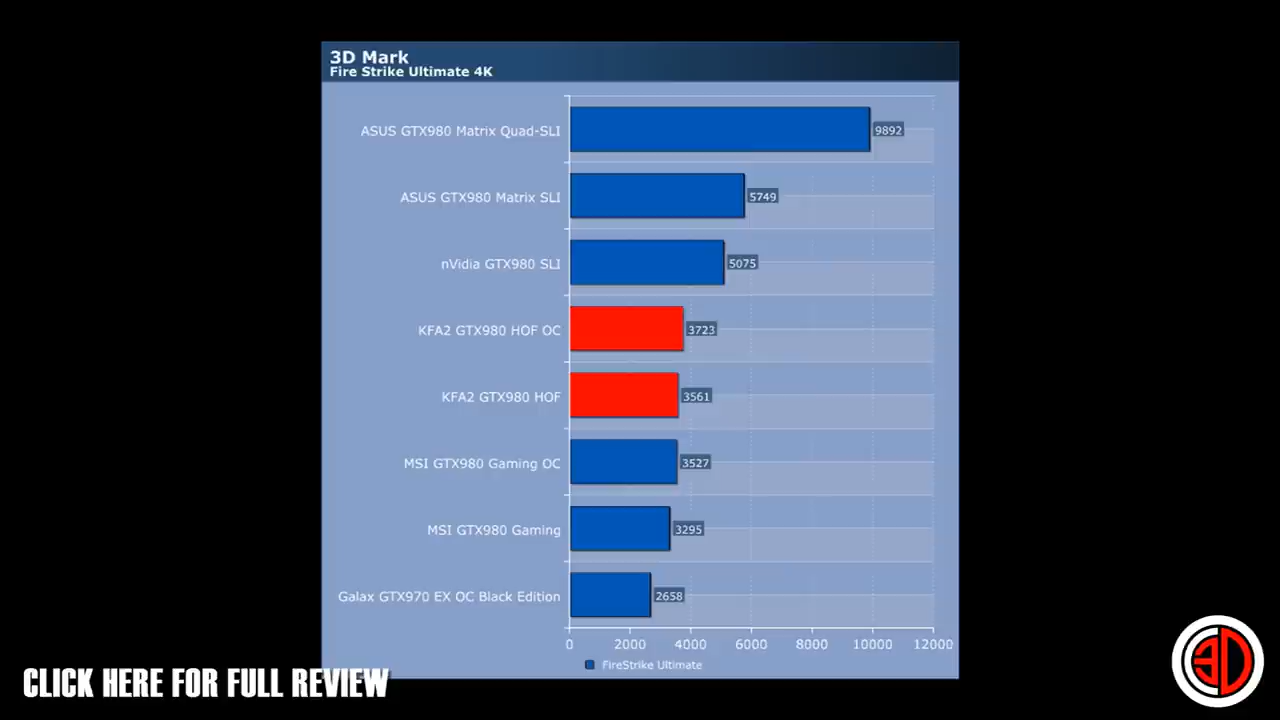 3D Mark
Fire Strike Ultimate 4K
ASUS GTX980 Matrix Quad-SLI 9892
ASUS GTX980 Matrix SLI 5749
nVidia GTX980 SLI 5075
KFA2 GTX980 HOF OC 3723
KFA2 GTX980 HOF 3561
MSI GTX980 Gaming OC 3527
MSI GTX980 Gaming 3295
Galax GTX970 EX OC Black Edition 2658
0 2000 4000 6000 8000 10000 12000
FireStrike Ultimate
CLICK HERE FOR FULL REVIEW
3D